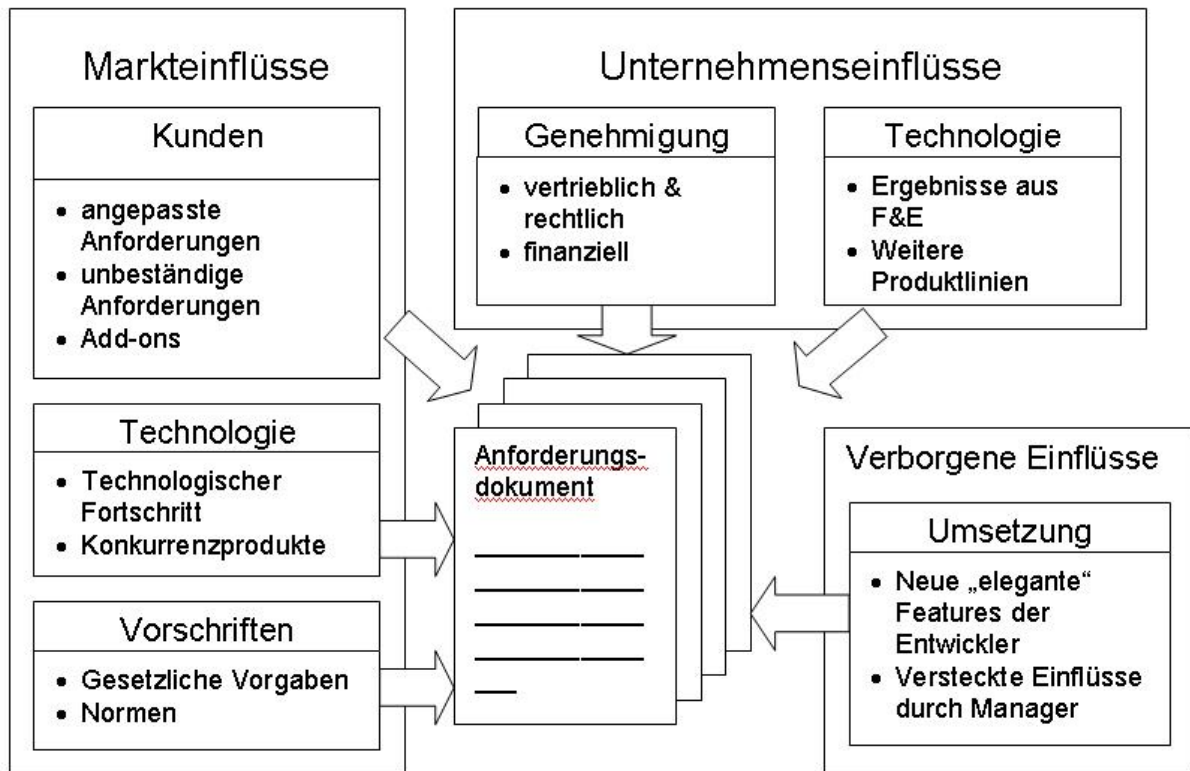 Markteinflüsse
Kunden
• angepasste
Anforderungen
• unbeständige
Anforderungen
• Add-ons
Technologie
• Technologischer
Fortschritt
• Konkurrenzprodukte
Vorschriften
• Gesetzliche Vorgaben
• Normen
Unternehmenseinflüsse
Genehmigung
• vertrieblich &
rechtlich
• finanziell
Technologie
• Ergebnisse aus
F&E
• Weitere
Produktlinien
Anforderungs-
dokument
Verborgene Einflüsse
Umsetzung
• Neue „elegante“
Features der
Entwickler
• Versteckte Einflüsse
durch Manager